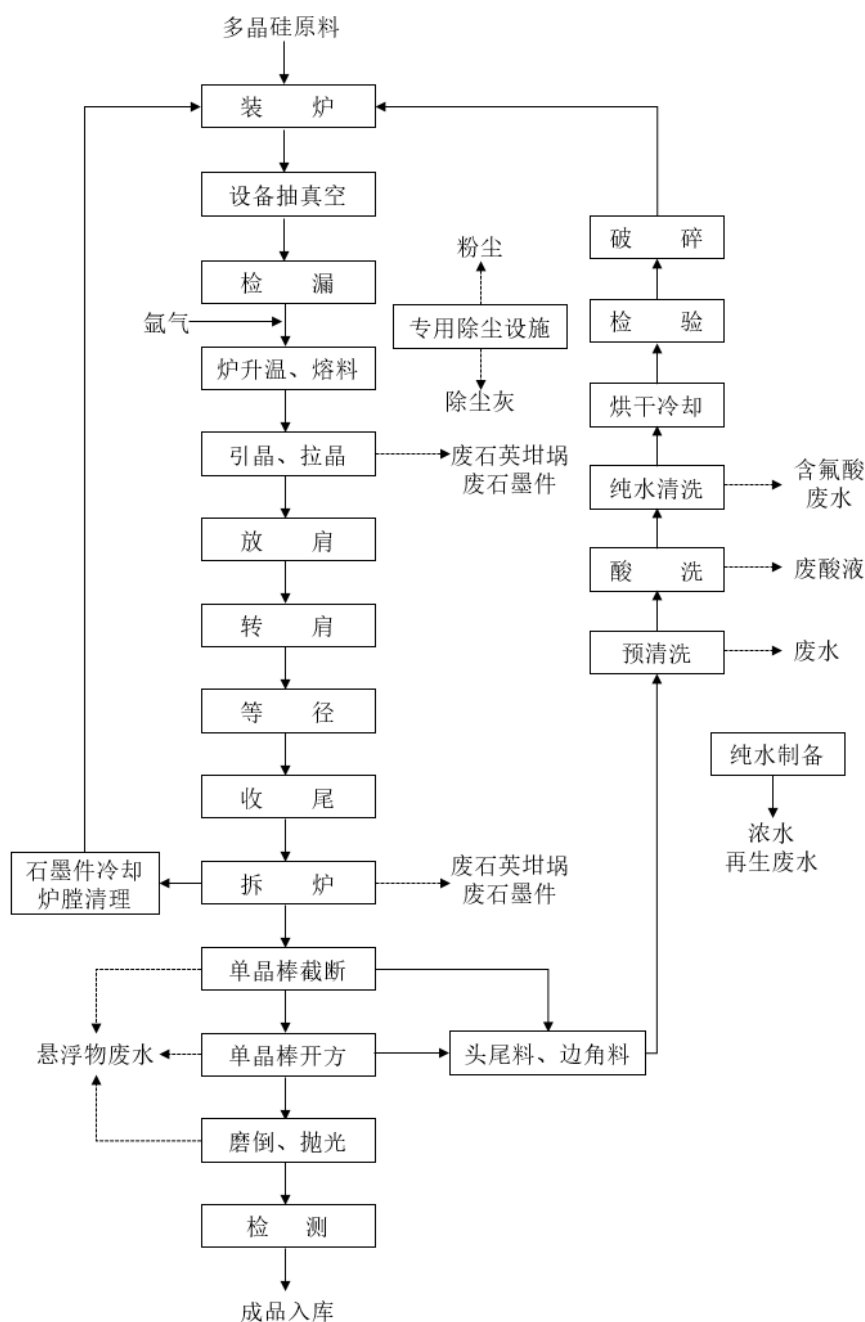 多晶硅原料
装 炉
设备抽真空
破 碎
粉尘
检 漏
氩气
专用除尘设施
检 验
炉升温、熔料
除尘灰
烘干冷却
引晶、拉晶
废石英坩埚
废石墨件
纯水清洗
含氟酸
废水
放 肩
酸 洗
废酸液
转 肩
预清洗
废水
等 径
纯水制备
收 尾
浓水
再生废水
石墨件冷却
炉膛清理
拆 炉
废石英坩埚
废石墨件
单晶棒截断
悬浮物废水
单晶棒开方
头尾料、边角料
磨倒、抛光
检 测
成品入库